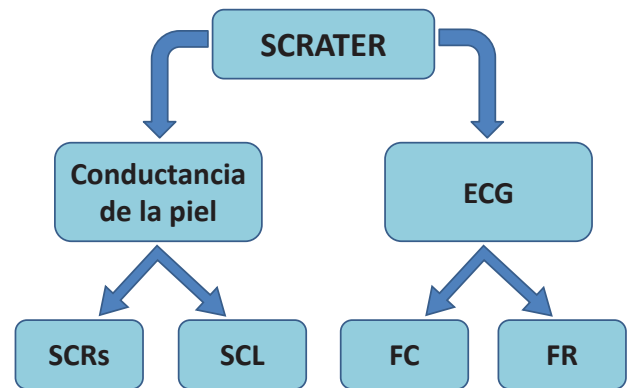 SCRATER
Conductancia
de la piel
ECG
SCRs
SCL
FC
FR